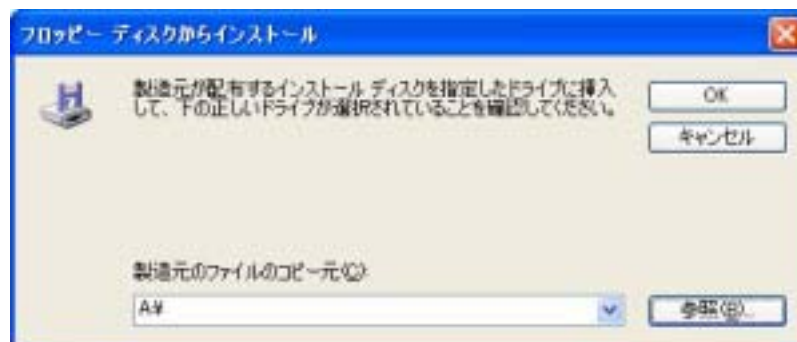 フロッピー ディスクからインストール
製造元が配布するインストール ディスクを指定したドライブに挿入
して、下の正しいドライブが選択されていることを確認してください。
OK
キャンセル
製造元のファイルのコピー元(C):
A:¥
参照(B)...